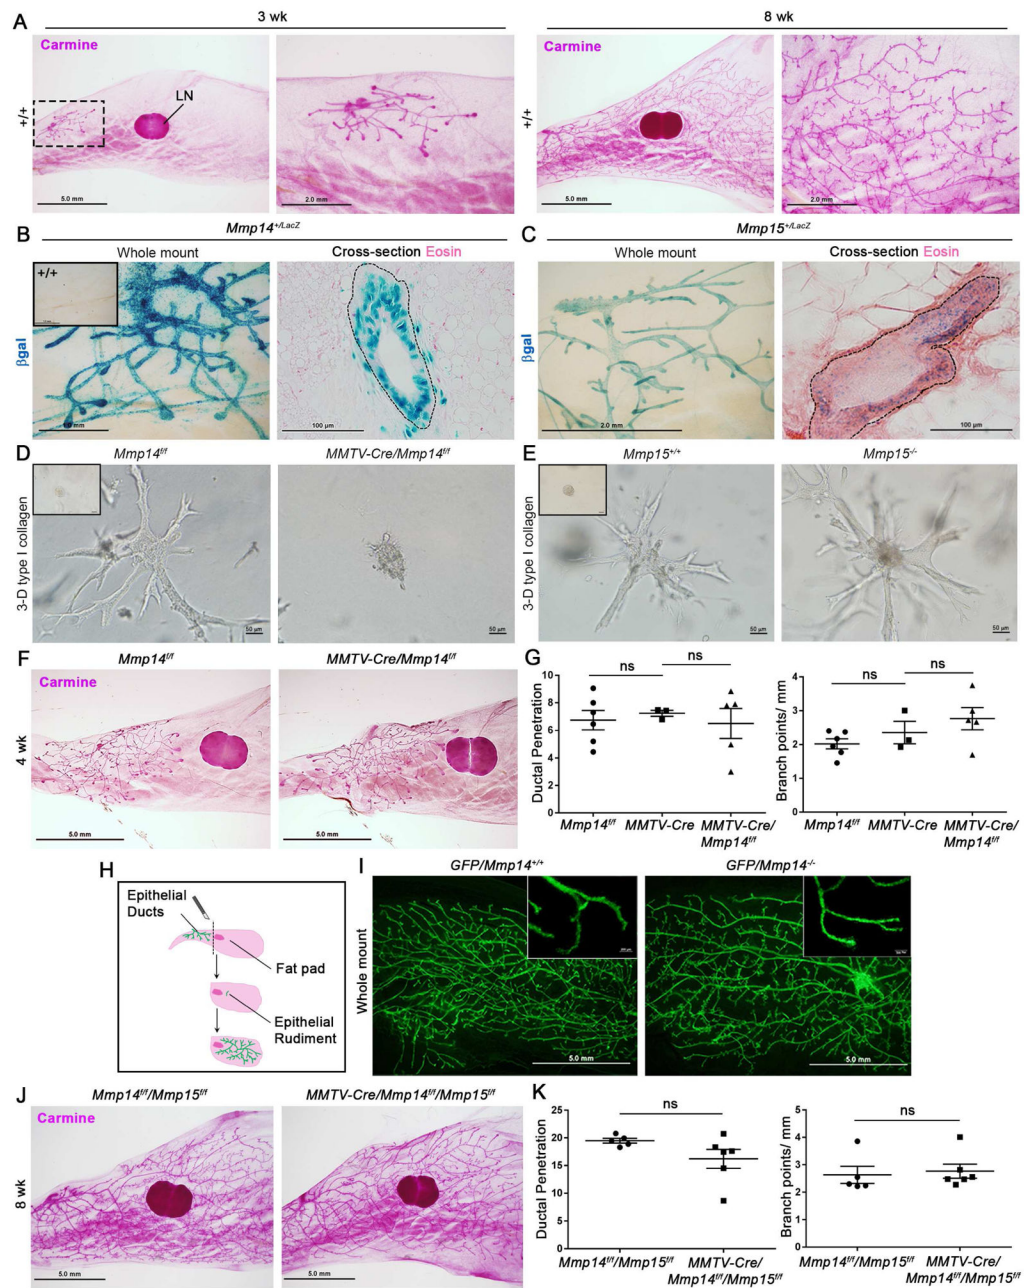 A
3 wk
8 wk
Carmine
LN
+/+
5.0 mm
2.0 mm
+/+
5.0 mm
2.0 mm
B
Mmp14+/LacZ
Whole mount
Cross-section Eosin
+/+
βgal
1.0 mm
100 µm
C
Mmp15+/LacZ
Whole mount
Cross-section Eosin
βgal
2.0 mm
100 µm
D
Mmp14f/f
MMTV-Cre/Mmp14f/f
3-D type I collagen
50 µm
50 µm
E
Mmp15+/+
Mmp15-/-
3-D type I collagen
50 µm
50 µm
F
Mmp14f/f
MMTV-Cre/Mmp14f/f
Carmine
4 wk
5.0 mm
5.0 mm
G
ns
ns
Ductal Penetration
10
8
6
4
2
0
Mmp14f/f
MMTV-Cre
MMTV-Cre/
Mmp14f/f
ns
ns
Branch points/ mm
4
3
2
1
0
Mmp14f/f
MMTV-Cre
MMTV-Cre/
Mmp14f/f
H
Epithelial
Ducts
Fat pad
Epithelial
Rudiment
I
GFP/Mmp14+/+
GFP/Mmp14-/-
Whole mount
5.0 mm
5.0 mm
J
Mmp14f/f/Mmp15f/f
MMTV-Cre/Mmp14f/f/Mmp15f/f
Carmine
8 wk
5.0 mm
5.0 mm
K
ns
Ductal Penetration
25
20
15
10
5
0
Mmp14f/f/Mmp15f/f
MMTV-Cre/
Mmp14f/f/Mmp15f/f
ns
Branch points/ mm
5
4
3
2
1
0
Mmp14f/f/Mmp15f/f
MMTV-Cre/
Mmp14f/f/Mmp15f/f